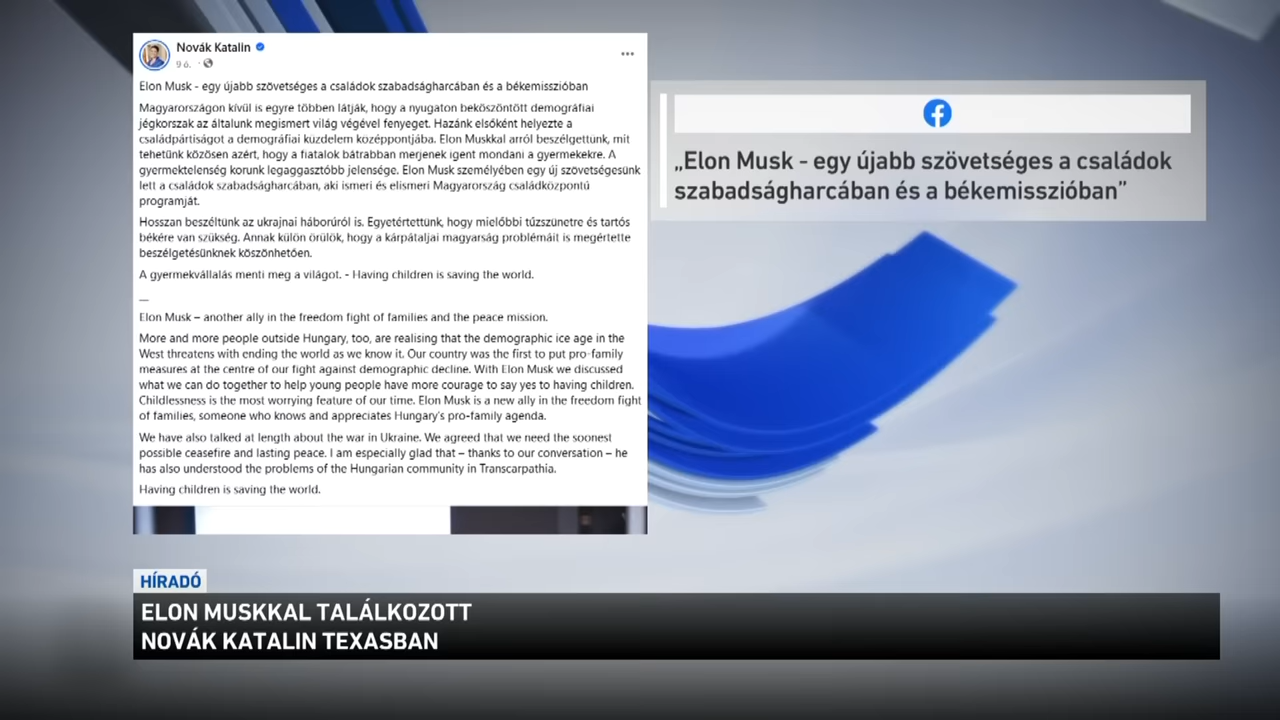 Novák Katalin
9 ó.
Elon Musk - egy újabb szövetséges a családok szabadságharcában és a békemisszióban
Magyarországon kívül is egyre többen látják, hogy a nyugaton beköszöntött demográfiai
jégkorszak az általunk megismert világ végével fenyeget. Hazánk elsőként helyezte a
családpártiságot a demográfiai küzdelem középpontjába. Elon Muskkal arról beszélgettünk, mit
tehetünk közösen azért, hogy a fiatalok bátrabban merjenek igent mondani a gyermekekre. A
gyermektelenség korunk legaggasztóbb jelensége. Elon Musk személyében egy új szövetségesünk
lett a családok szabadságharcában, aki ismeri és elismeri Magyarország családközpontú
programját.
Hosszan beszéltünk az ukrajnai háborúról is. Egyetértettünk, hogy mielőbbi tűzszünetre és tartós
békére van szükség. Annak külön örülök, hogy a kárpátaljai magyarság problémáit is megértette
beszélgetésünknek köszönhetően.
A gyermekvállalás menti meg a világot. - Having children is saving the world.
—
Elon Musk – another ally in the freedom fight of families and the peace mission.
More and more people outside Hungary, too, are realising that the demographic ice age in the
West threatens with ending the world as we know it. Our country was the first to put pro-family
measures at the centre of our fight against demographic decline. With Elon Musk we discussed
what we can do together to help young people have more courage to say yes to having children.
Childlessness is the most worrying feature of our time. Elon Musk is a new ally in the freedom fight
of families, someone who knows and appreciates Hungary's pro-family agenda.
We have also talked at length about the war in Ukraine. We agreed that we need the soonest
possible ceasefire and lasting peace. I am especially glad that – thanks to our conversation – he
has also understood the problems of the Hungarian community in Transcarpathia.
Having children is saving the world.
„Elon Musk - egy újabb szövetséges a családok
szabadságharcában és a békemisszióban”
HÍRADÓ
ELON MUSKKAL TALÁLKOZOTT
NOVÁK KATALIN TEXASBAN